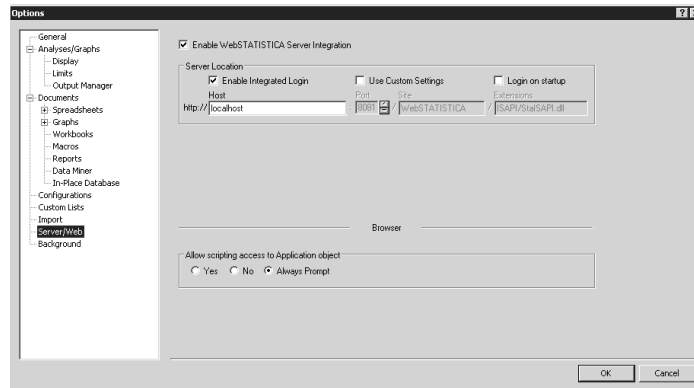 Options
General
Analyses/Graphs
Display
Limits
Output Manager
Documents
Spreadsheets
Graphs
Workbooks
Macros
Reports
Data Miner
In-Place Database
Configurations
Custom Lists
Import
Server/Web
Background
Enable WebSTATISTICA Server Integration
Server Location
Enable Integrated Login Use Custom Settings Login on startup
Host Port Site Extensions
http:// localhost : 8081 / WebSTATISTICA / ISAPI/StaISAPI.dll
Browser
Allow scripting access to Application object
Yes No Always Prompt
OK Cancel